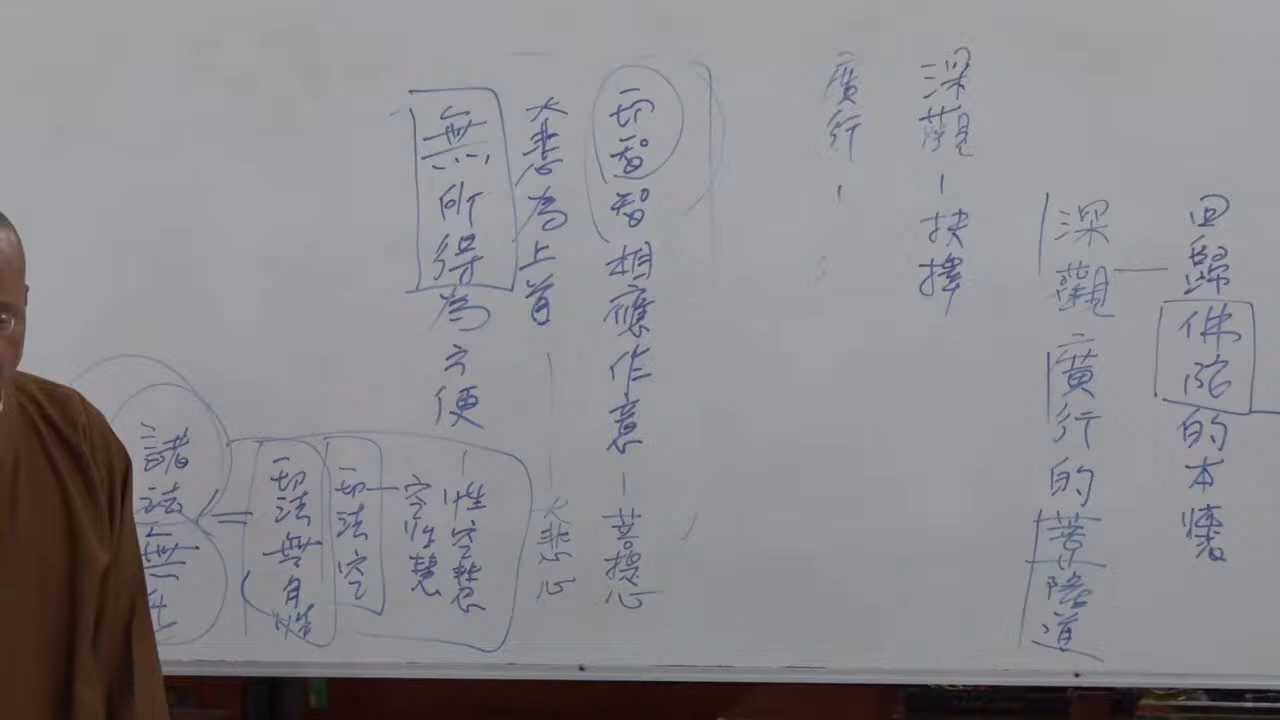 回歸佛陀的本懷
深觀廣行的菩薩道
深觀-抉擇
廣行-
一切智智相應作意-菩提心
大悲為上首-大悲心
無所得為方便
-性空慧
空性慧
一切法空
一切法無自性
諸法無生